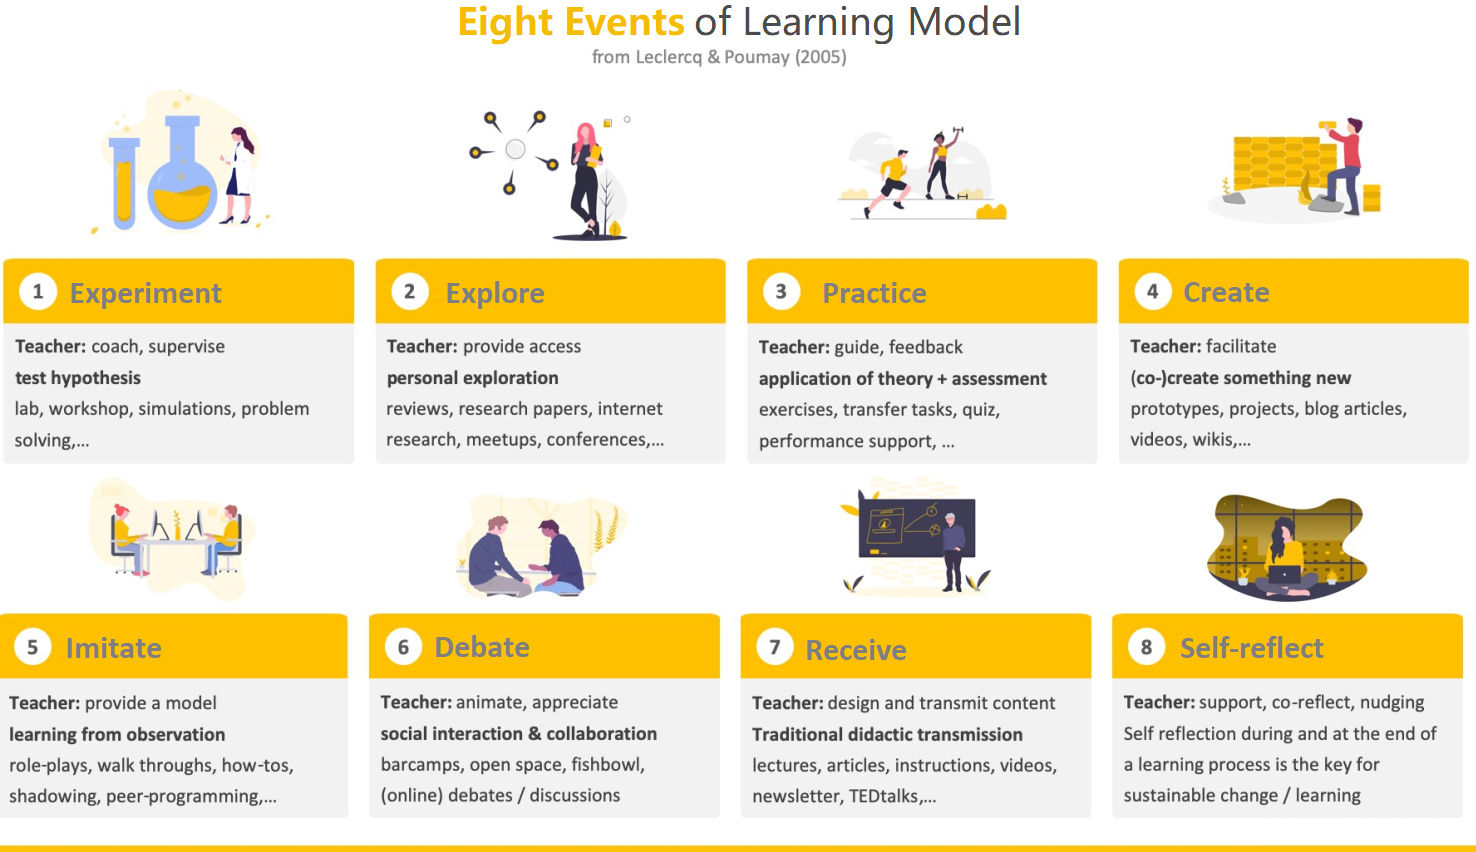 Eight Events of Learning Model
from Leclercq & Poumay (2005)
1 Experiment
Teacher: coach, supervise
test hypothesis
lab, workshop, simulations, problem
solving,...
2 Explore
Teacher: provide access
personal exploration
reviews, research papers, internet
research, meetups, conferences,...
3 Practice
Teacher: guide, feedback
application of theory + assessment
exercises, transfer tasks, quiz,
performance support, ...
4 Create
Teacher: facilitate
(co-)create something new
prototypes, projects, blog articles,
videos, wikis,...
5 Imitate
Teacher: provide a model
learning from observation
role-plays, walk throughs, how-tos,
shadowing, peer-programming,...
6 Debate
Teacher: animate, appreciate
social interaction & collaboration
barcamps, open space, fishbowl,
(online) debates / discussions
7 Receive
Teacher: design and transmit content
Traditional didactic transmission
lectures, articles, instructions, videos,
newsletter, TEDtalks,...
8 Self-reflect
Teacher: support, co-reflect, nudging
Self reflection during and at the end of
a learning process is the key for
sustainable change / learning